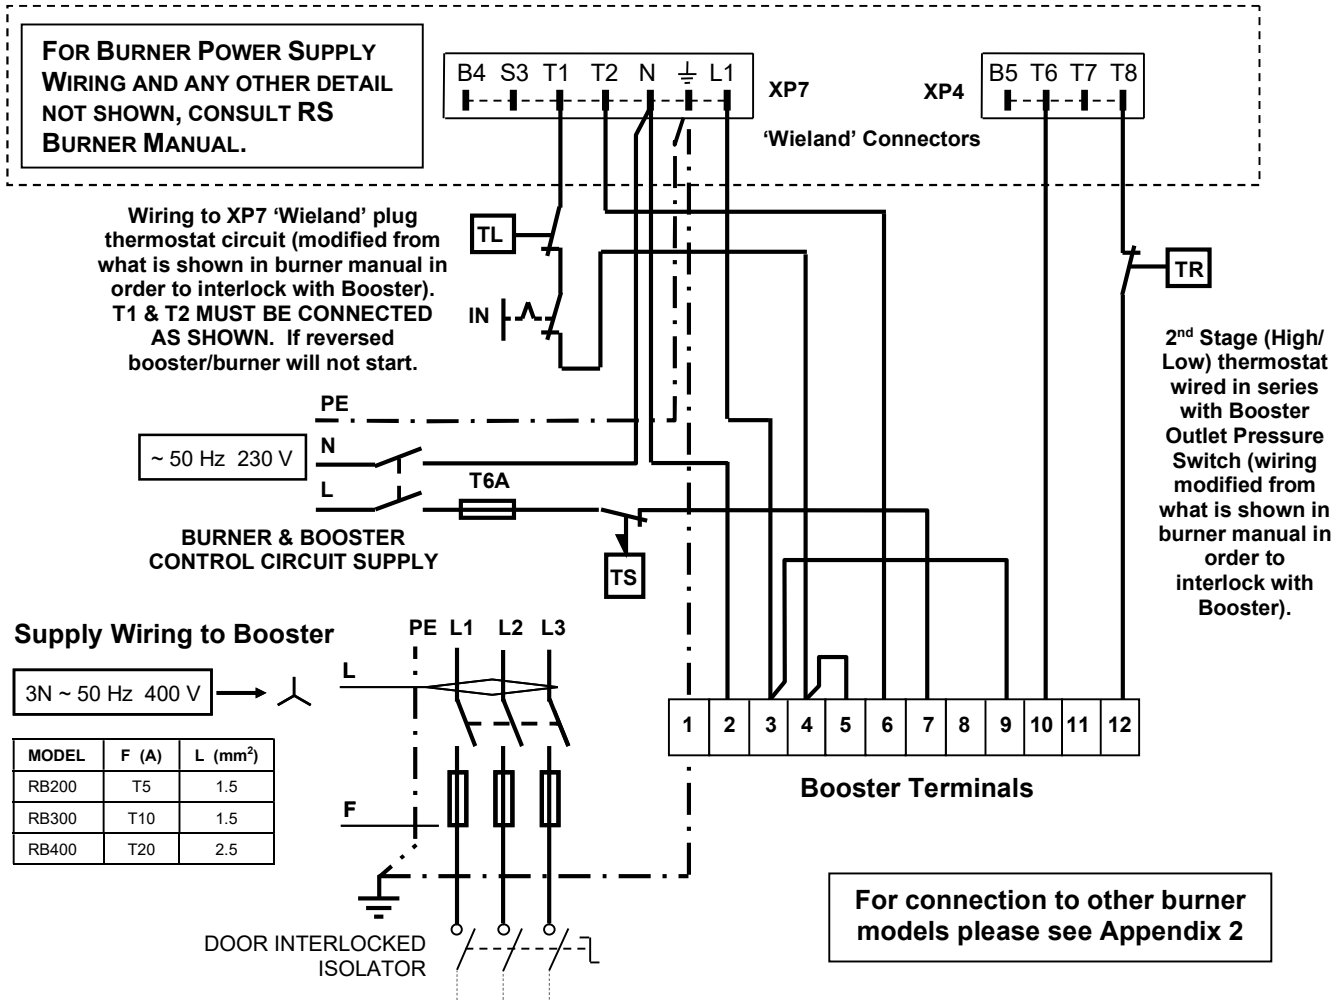 FOR BURNER POWER SUPPLY
WIRING AND ANY OTHER DETAIL
NOT SHOWN, CONSULT RS
BURNER MANUAL.
B4 S3 T1 T2 N L1
XP7
XP4
B5 T6 T7 T8
'Wieland' Connectors
Wiring to XP7 'Wieland' plug
thermostat circuit (modified from
what is shown in burner manual in
order to interlock with Booster).
T1 & T2 MUST BE CONNECTED
AS SHOWN. If reversed
booster/burner will not start.
TL
IN
TR
2nd Stage (High/
Low) thermostat
wired in series
with Booster
Outlet Pressure
Switch (wiring
modified from
what is shown in
burner manual in
order to
interlock with
Booster).
PE
~ 50 Hz 230 V
N
L
T6A
BURNER & BOOSTER
CONTROL CIRCUIT SUPPLY
TS
Supply Wiring to Booster
PE L1 L2 L3
3N ~ 50 Hz 400 V
L
MODEL F (A) L (mm2)
RB200 T5 1.5
RB300 T10 1.5
RB400 T20 2.5
F
1 2 3 4 5 6 7 8 9 10 11 12
Booster Terminals
DOOR INTERLOCKED
ISOLATOR
For connection to other burner
models please see Appendix 2